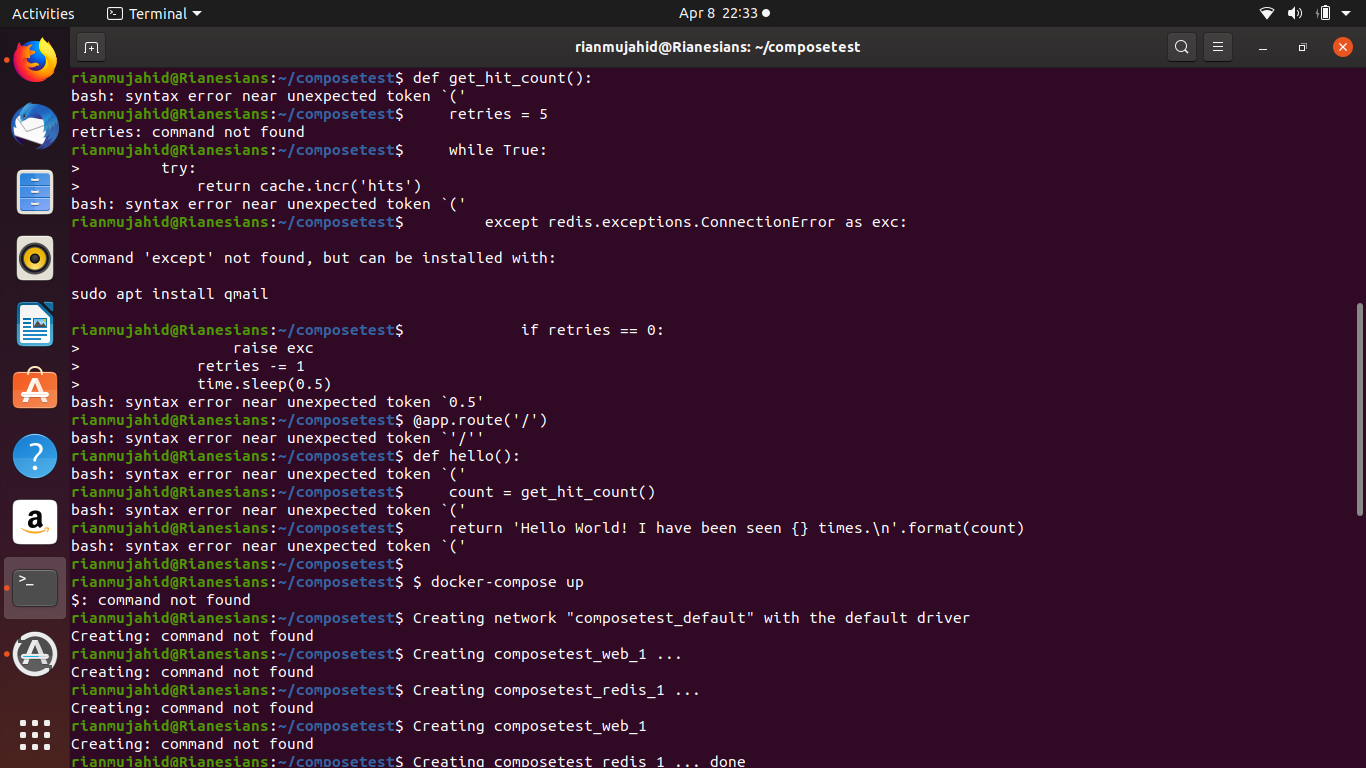 Activities
Terminal
Apr 8 22:33
rianmujahid@Rianesians: ~/composetest
rianmujahid@Rianesians:~/composetest$ def get_hit_count():
bash: syntax error near unexpected token `('
rianmujahid@Rianesians:~/composetest$     retries = 5
retries: command not found
rianmujahid@Rianesians:~/composetest$     while True:
>         try:
>             return cache.incr('hits')
bash: syntax error near unexpected token `('
rianmujahid@Rianesians:~/composetest$         except redis.exceptions.ConnectionError as exc:
Command 'except' not found, but can be installed with:
sudo apt install qmail
rianmujahid@Rianesians:~/composetest$             if retries == 0:
>                 raise exc
>             retries -= 1
>             time.sleep(0.5)
bash: syntax error near unexpected token `0.5'
rianmujahid@Rianesians:~/composetest$ @app.route('/')
bash: syntax error near unexpected token `'/''
rianmujahid@Rianesians:~/composetest$ def hello():
bash: syntax error near unexpected token `('
rianmujahid@Rianesians:~/composetest$     count = get_hit_count()
bash: syntax error near unexpected token `('
rianmujahid@Rianesians:~/composetest$     return 'Hello World! I have been seen {} times.\n'.format(count)
bash: syntax error near unexpected token `('
rianmujahid@Rianesians:~/composetest$
rianmujahid@Rianesians:~/composetest$ $ docker-compose up
$: command not found
rianmujahid@Rianesians:~/composetest$ Creating network "composetest_default" with the default driver
Creating: command not found
rianmujahid@Rianesians:~/composetest$ Creating composetest_web_1 ...
Creating: command not found
rianmujahid@Rianesians:~/composetest$ Creating composetest_redis_1 ...
Creating: command not found
rianmujahid@Rianesians:~/composetest$ Creating composetest_web_1
Creating: command not found
rianmujahid@Rianesians:~/composetest$ Creating composetest_redis_1 ... done